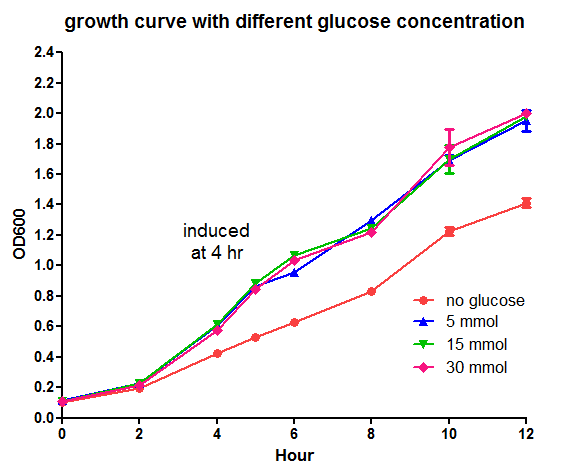 growth curve with different glucose concentration
2.4
2.2
2.0
1.8
1.6
1.4
1.2
1.0
0.8
0.6
0.4
0.2
0.0
OD600
induced
at 4 hr
no glucose
5 mmol
15 mmol
30 mmol
0 2 4 6 8 10 12
Hour